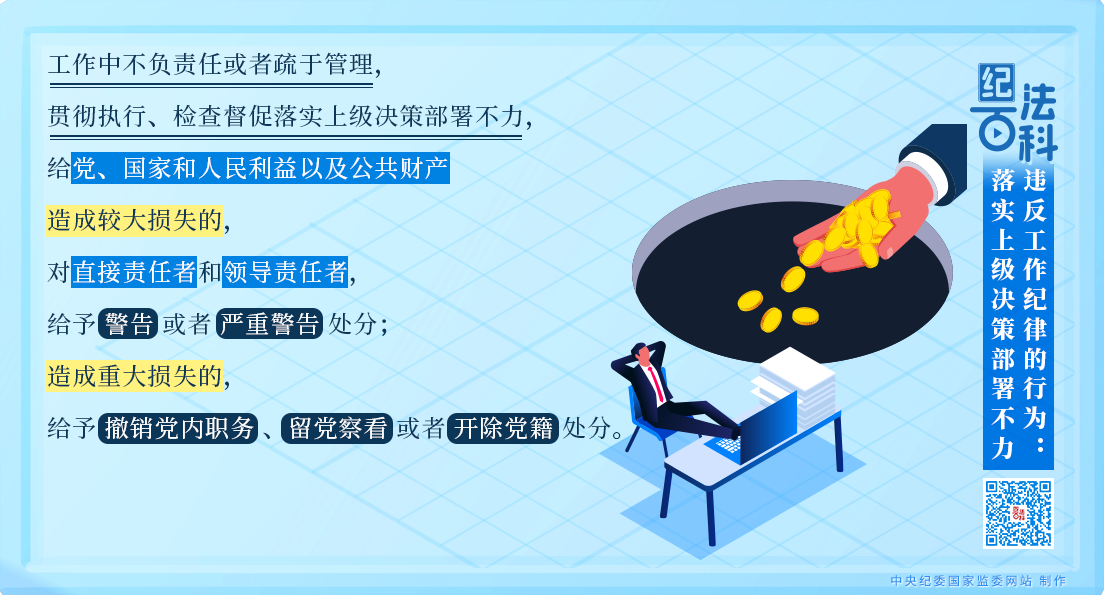 工作中不负责任或者疏于管理，
贯彻执行、检查督促落实上级决策部署不力，
给党、国家和人民利益以及公共财产
造成较大损失的，
对直接责任者和领导责任者，
给予 警告 或者 严重警告 处分；
造成重大损失的，
给予 撤销党内职务 、留党察看 或者 开除党籍 处分。
纪法百科
违反工作纪律的行为：
落实上级决策部署不力
中央纪委国家监委网站 制作